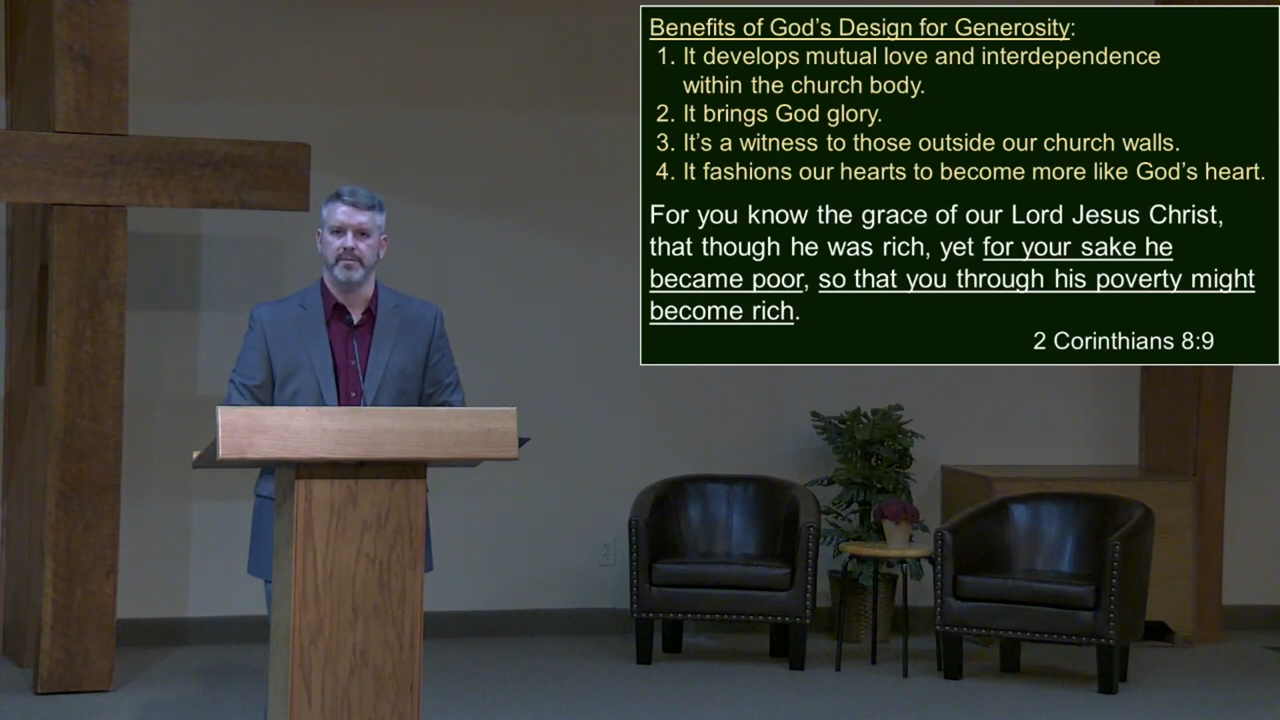 Benefits of God’s Design for Generosity:
1. It develops mutual love and interdependence
within the church body.
2. It brings God glory.
3. It’s a witness to those outside our church walls.
4. It fashions our hearts to become more like God’s heart.
For you know the grace of our Lord Jesus Christ,
that though he was rich, yet for your sake he
became poor, so that you through his poverty might
become rich.
2 Corinthians 8:9